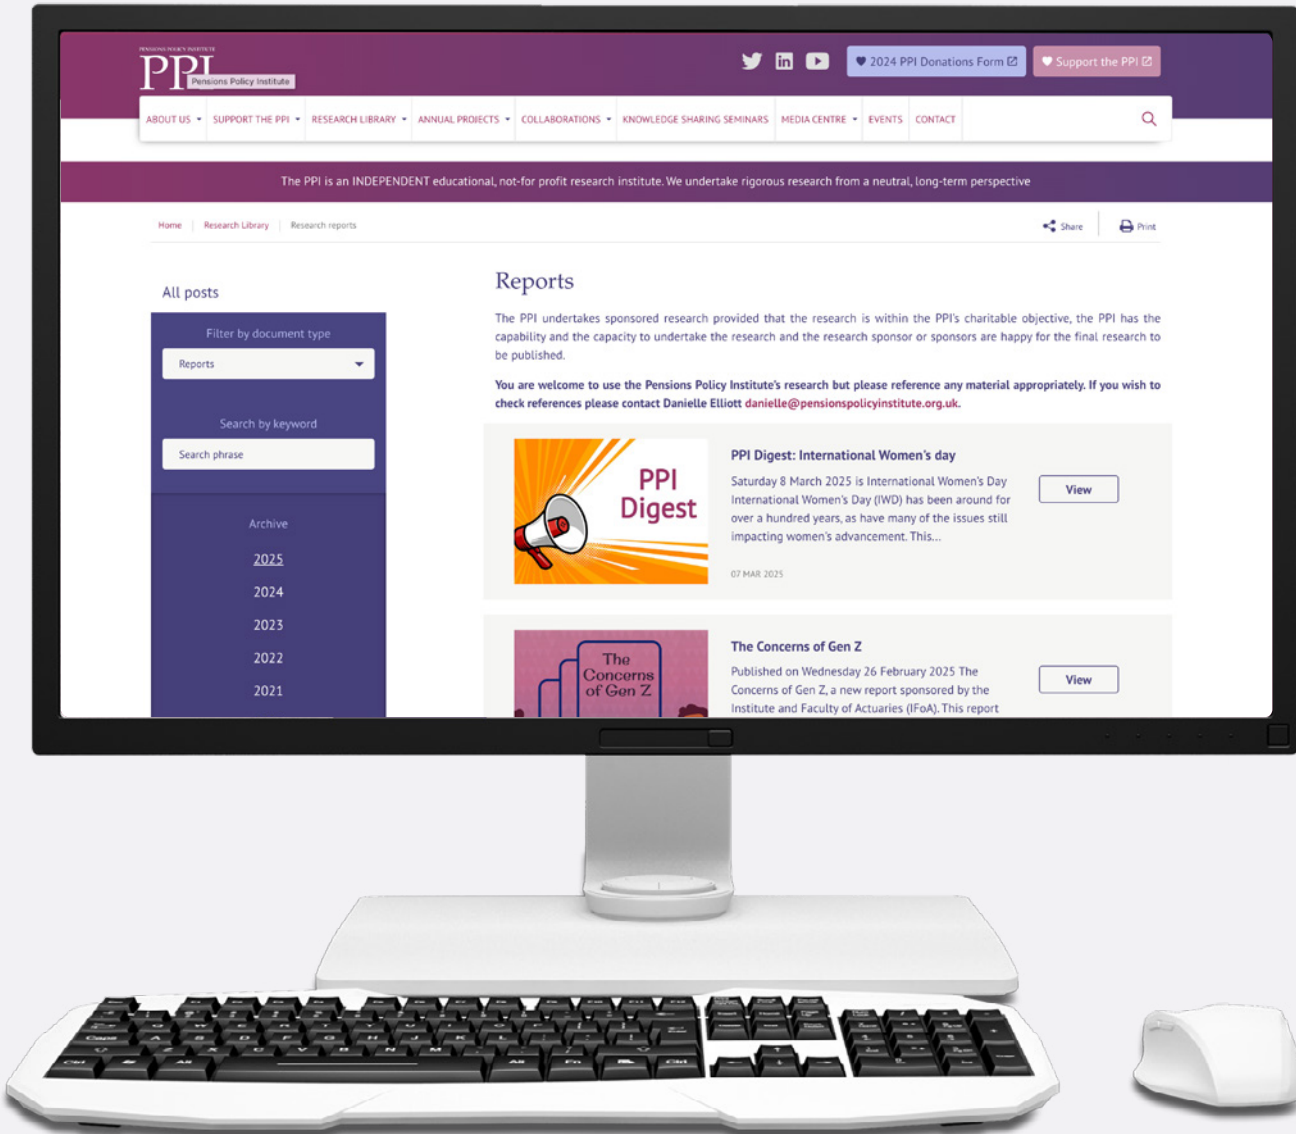 PENSIONS POLICY INSTITUTE
PPI
Pensions Policy Institute
2024 PPI Donations Form
Support the PPI
ABOUT US
SUPPORT THE PPI
RESEARCH LIBRARY
ANNUAL PROJECTS
COLLABORATIONS
KNOWLEDGE SHARING SEMINARS
MEDIA CENTRE
EVENTS
CONTACT
The PPI is an INDEPENDENT educational, not-for profit research institute. We undertake rigorous research from a neutral, long-term perspective
Home
Research Library
Research reports
Share
Print
All posts
Filter by document type
Reports
Search by keyword
Search phrase
Archive
2025
2024
2023
2022
2021
Reports
The PPI undertakes sponsored research provided that the research is within the PPI's charitable objective, the PPI has the
capability and the capacity to undertake the research and the research sponsor or sponsors are happy for the final research to
be published.
You are welcome to use the Pensions Policy Institute's research but please reference any material appropriately. If you wish to
check references please contact Danielle Elliott danielle@pensionspolicyinstitute.org.uk.
PPI
Digest
PPI Digest: International Women's day
Saturday 8 March 2025 is International Women's Day
International Women's Day (IWD) has been around for
over a hundred years, as have many of the issues still
impacting women's advancement. This...
07 MAR 2025
View
The
Concerns
of Gen Z
The Concerns of Gen Z
Published on Wednesday 26 February 2025 The
Concerns of Gen Z, a new report sponsored by the
Institute and Faculty of Actuaries (IFoA). This report
View